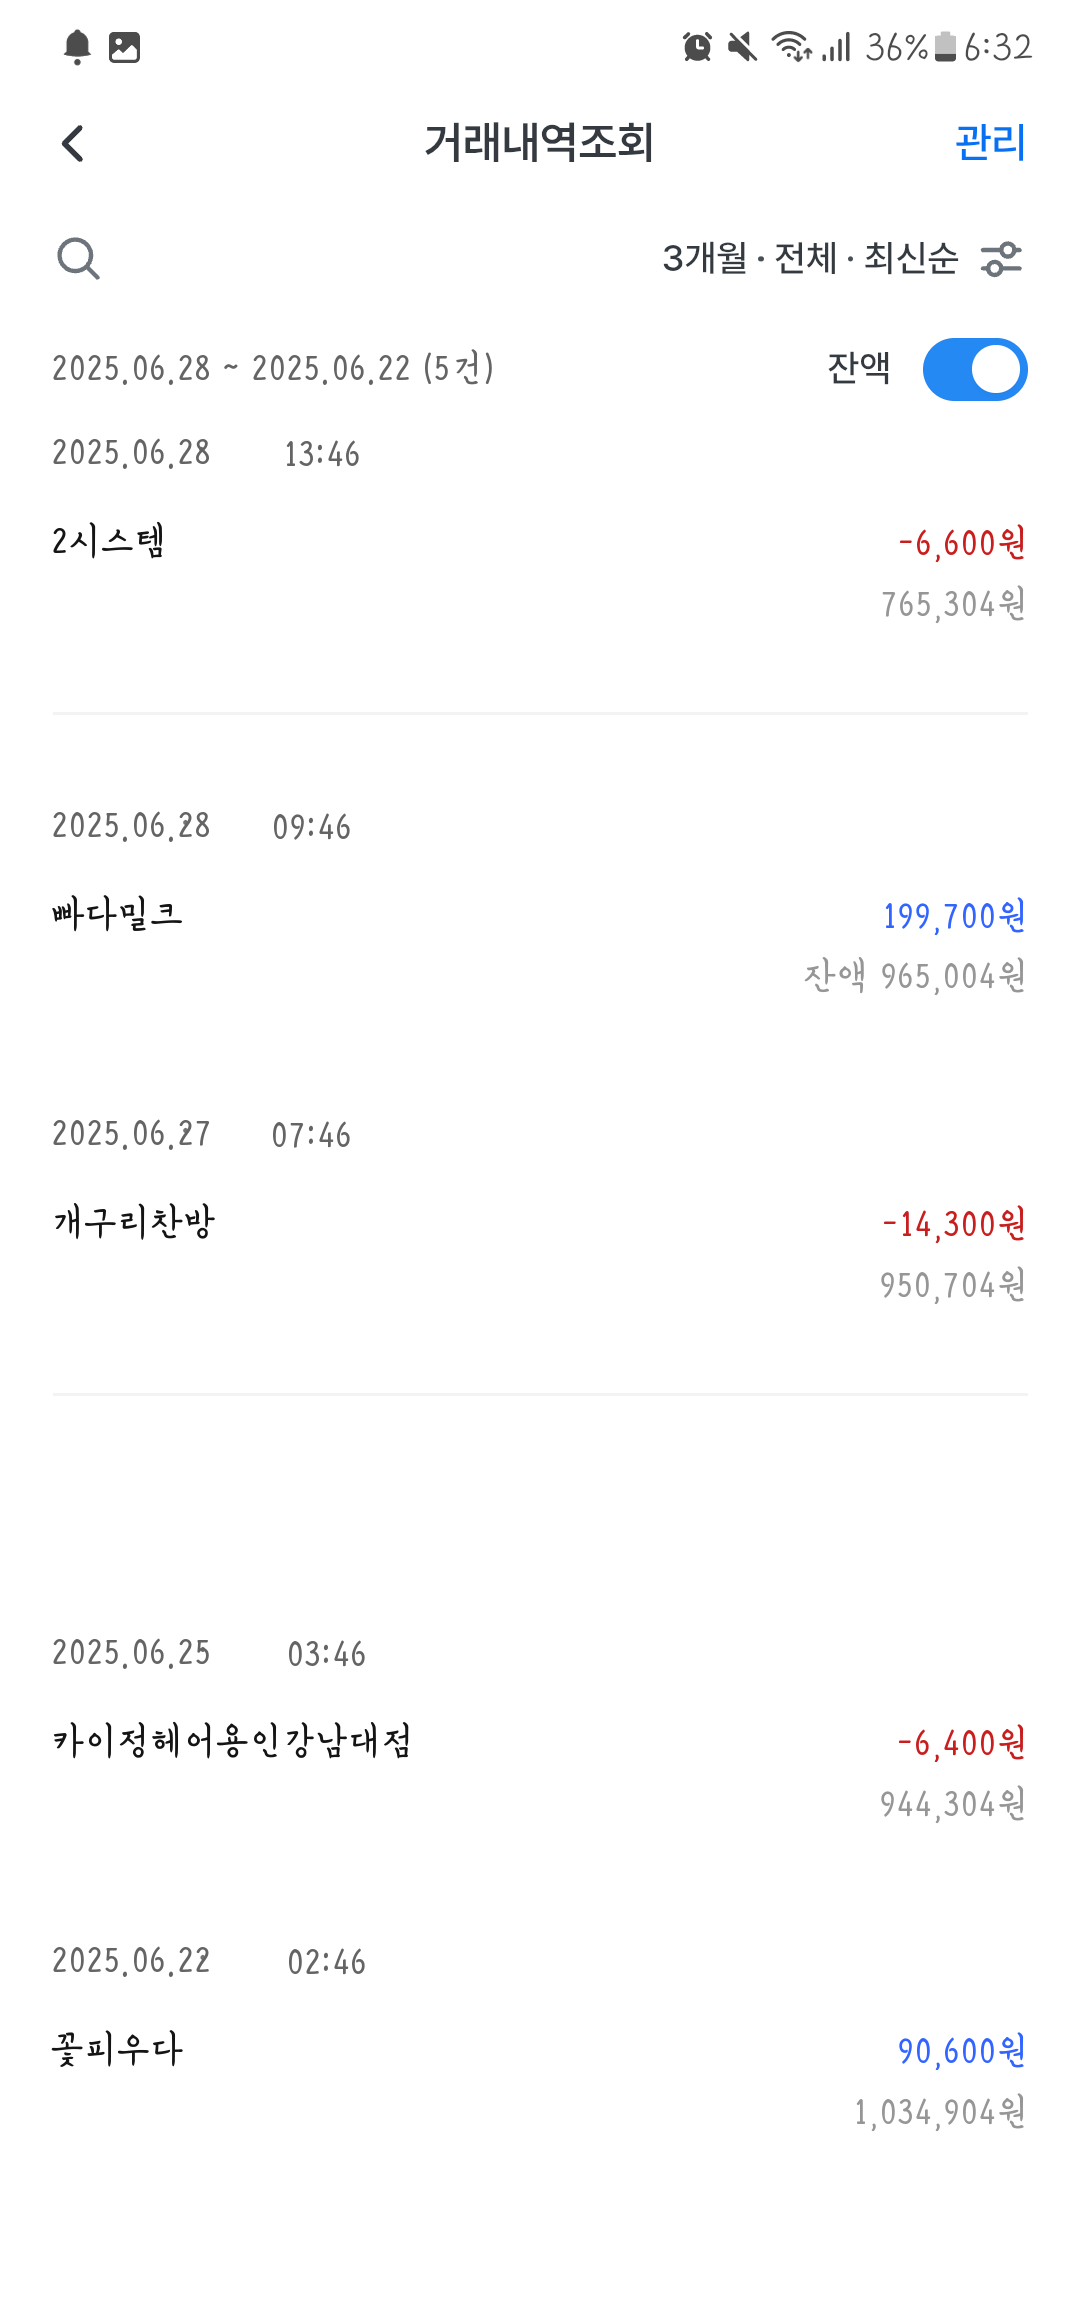 36% 6:32
거래내역조회 관리
3개월 · 전체 · 최신순
2025.06.28 ~ 2025.06.22 (5건) 잔액
2025.06.28 13:46
2시스템 -6,600원
765,304원
2025.06.28 09:46
빠다밀크 199,700원
잔액 965,004원
2025.06.27 07:46
개구리찬방 -14,300원
950,704원
2025.06.25 03:46
카이정헤어용인강남대점 -6,400원
944,304원
2025.06.22 02:46
꽃피우다 90,600원
1,034,904원